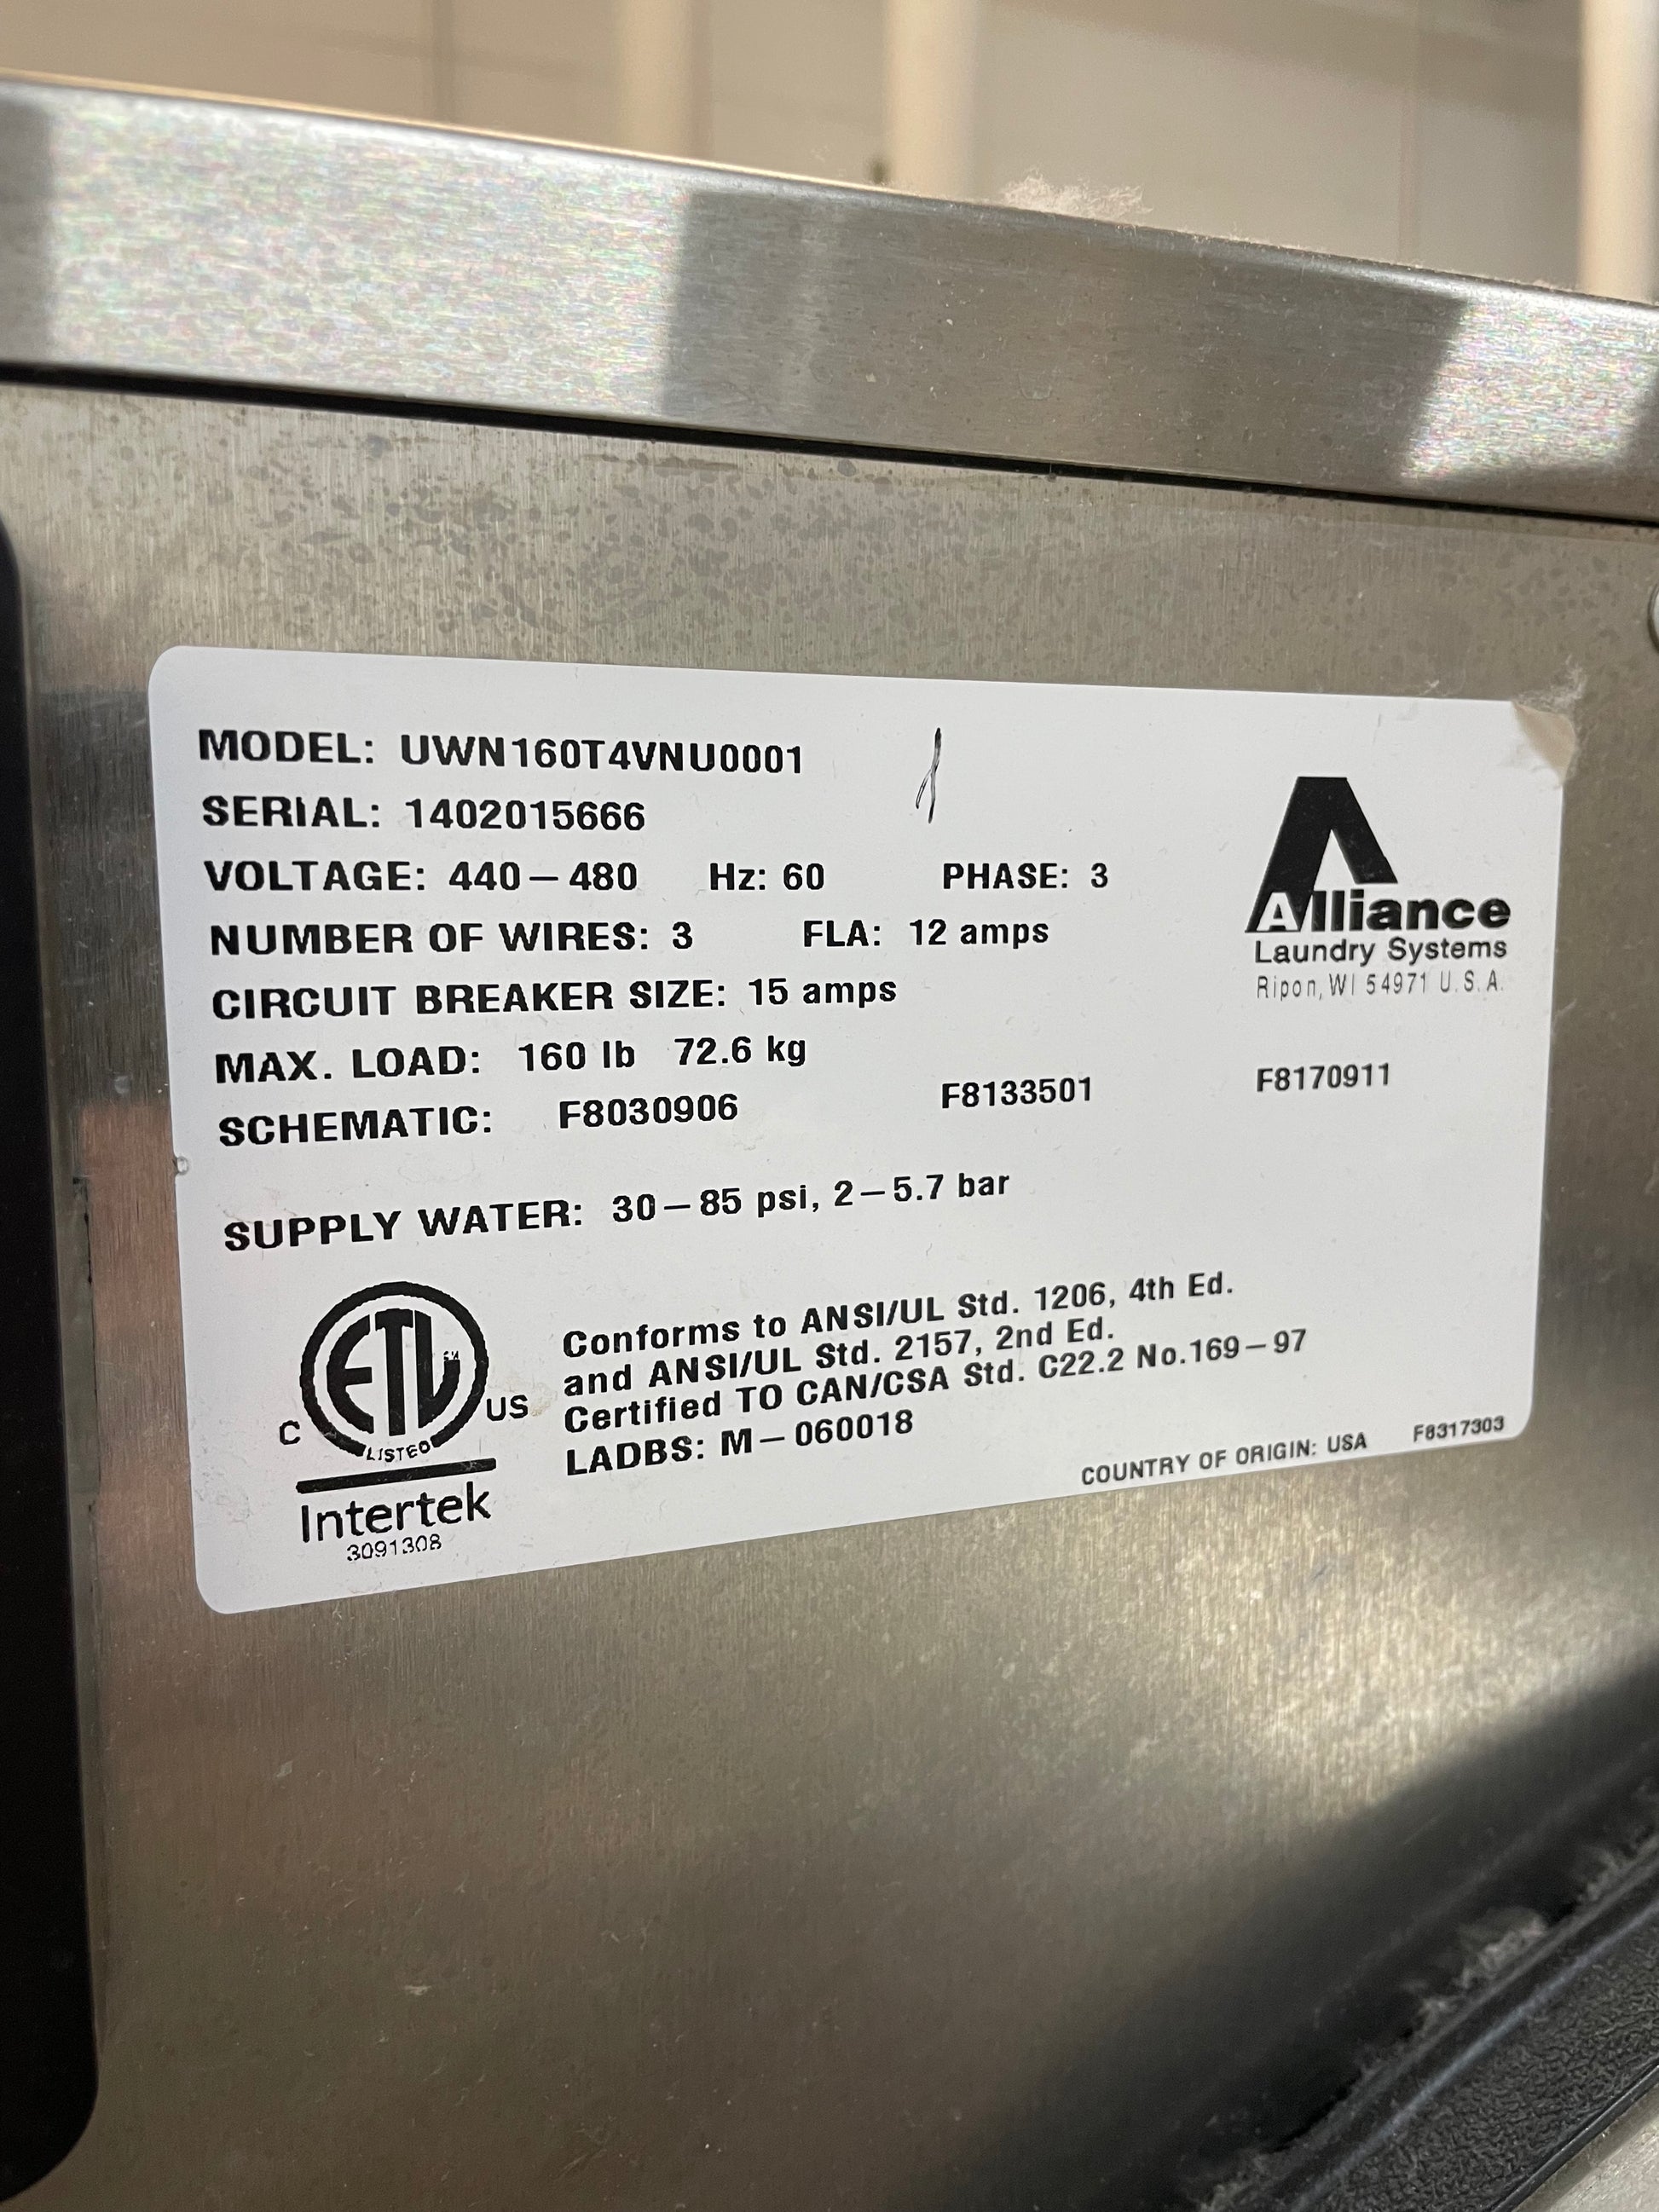 MODEL: UWN160T4VNU0001
SERIAL: 1402015666
VOLTAGE: 440-480 Hz: 60 PHASE: 3
NUMBER OF WIRES: 3 FLA: 12 amps
CIRCUIT BREAKER SIZE: 15 amps
MAX. LOAD: 160 lb 72.6 kg
SCHEMATIC: F8030906 F8133501 F8170911
SUPPLY WATER: 30-85 psi, 2-5.7 bar
Alliance
Laundry Systems
Ripon, WI 54971 U.S.A.
ETL
C US
LISTED
Intertek
3091308
Conforms to ANSI/UL Std. 1206, 4th Ed.
and ANSI/UL Std. 2157, 2nd Ed.
Certified TO CAN/CSA Std. C22.2 No.169-97
LADBS: M-060018
COUNTRY OF ORIGIN: USA F8317303